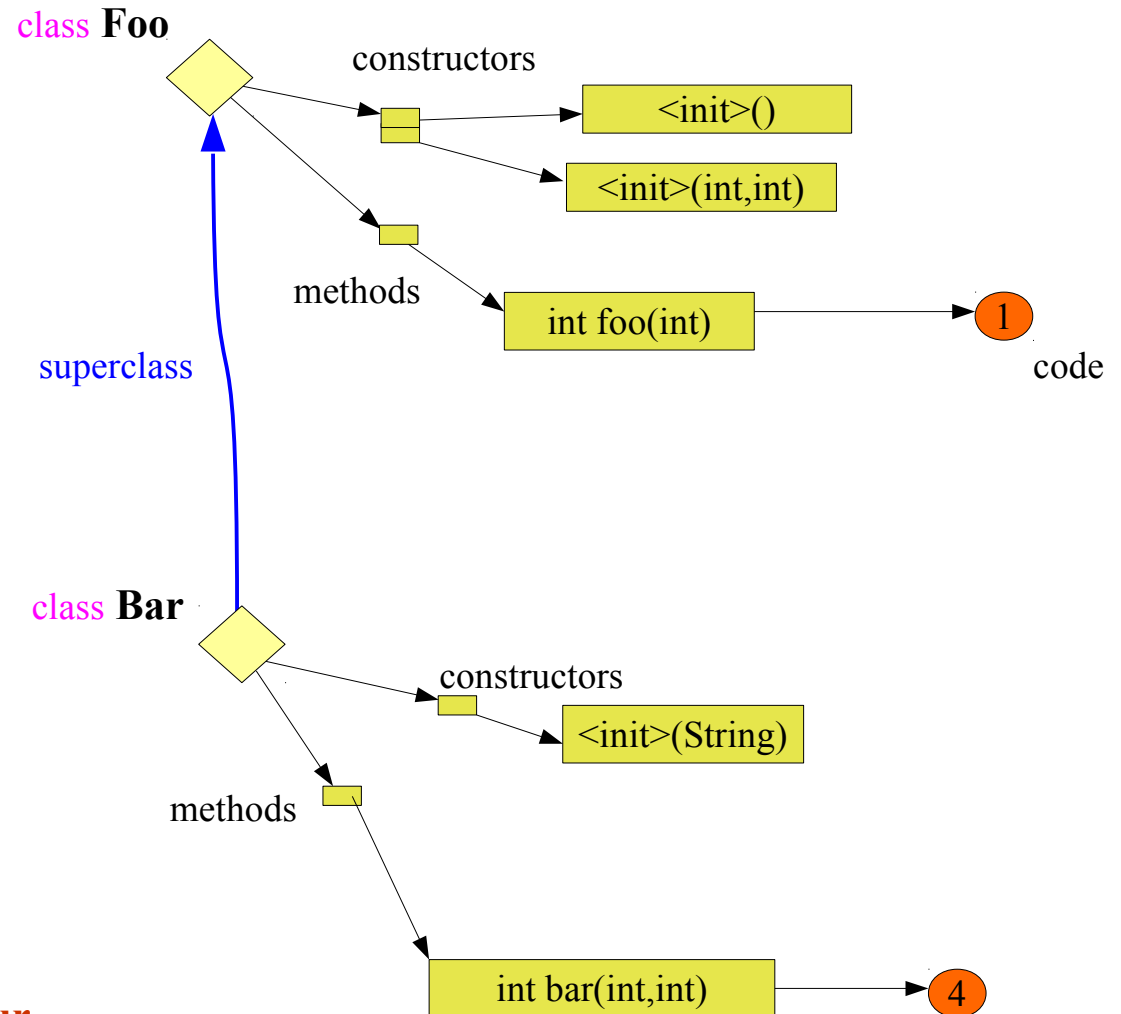 class Foo
constructors
<init>()
<init>(int,int)
methods
int foo(int)
1
superclass
code
class Bar
constructors
<init>(String)
methods
int bar(int,int)
4